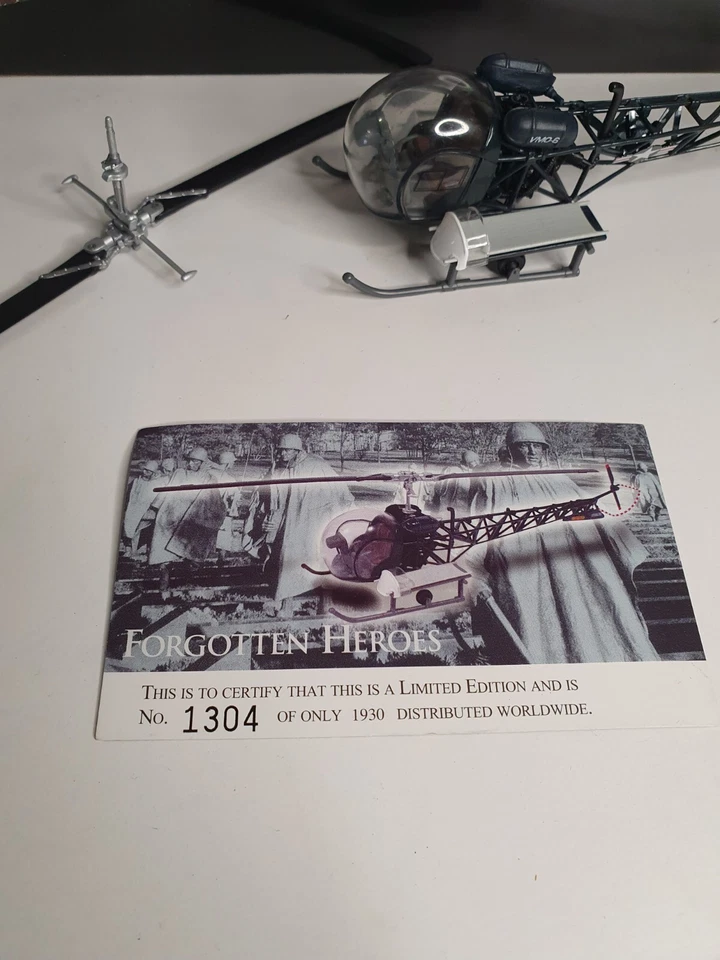 VMO-6
FORGOTTEN HEROES
THIS IS TO CERTIFY THAT THIS IS A LIMITED EDITION AND IS
NO. 1304 OF ONLY 1930 DISTRIBUTED WORLDWIDE.